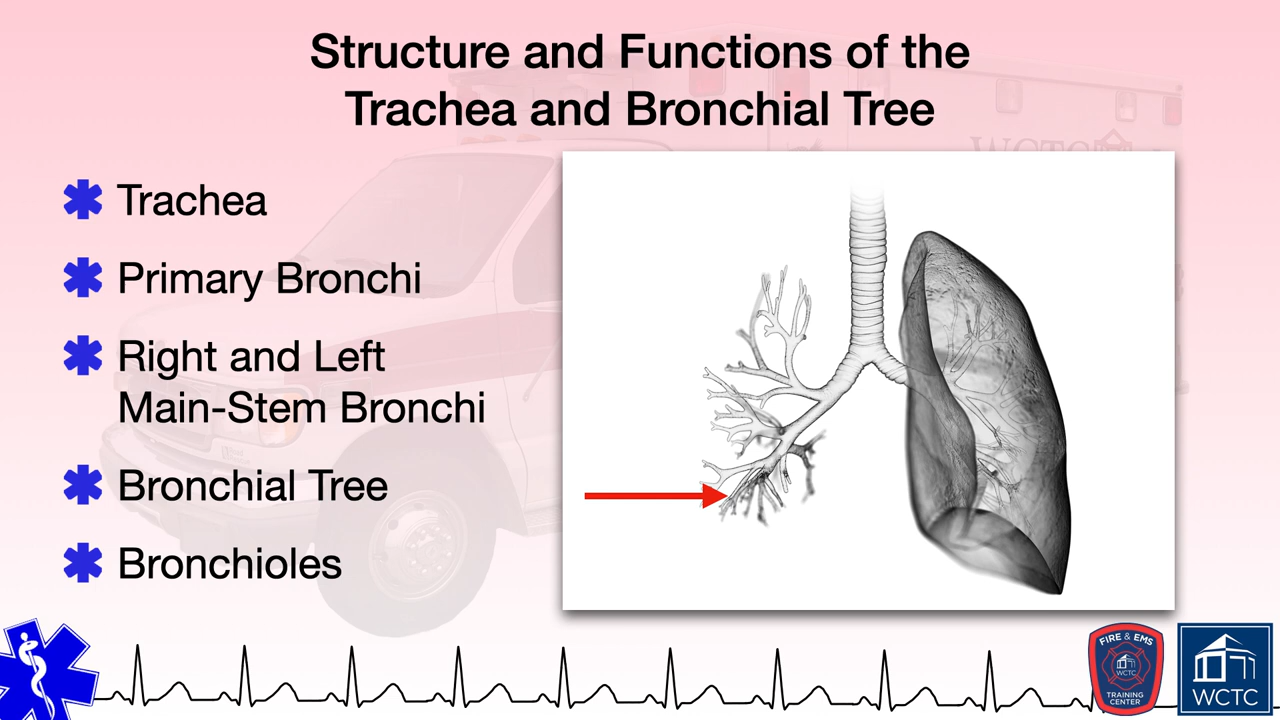 Structure and Functions of the
Trachea and Bronchial Tree
WCTC
Trachea
Primary Bronchi
Right and Left
Main-Stem Bronchi
Bronchial Tree
Bronchioles
FIRE & EMS
WCTC
TRAINING
CENTER
WCTC